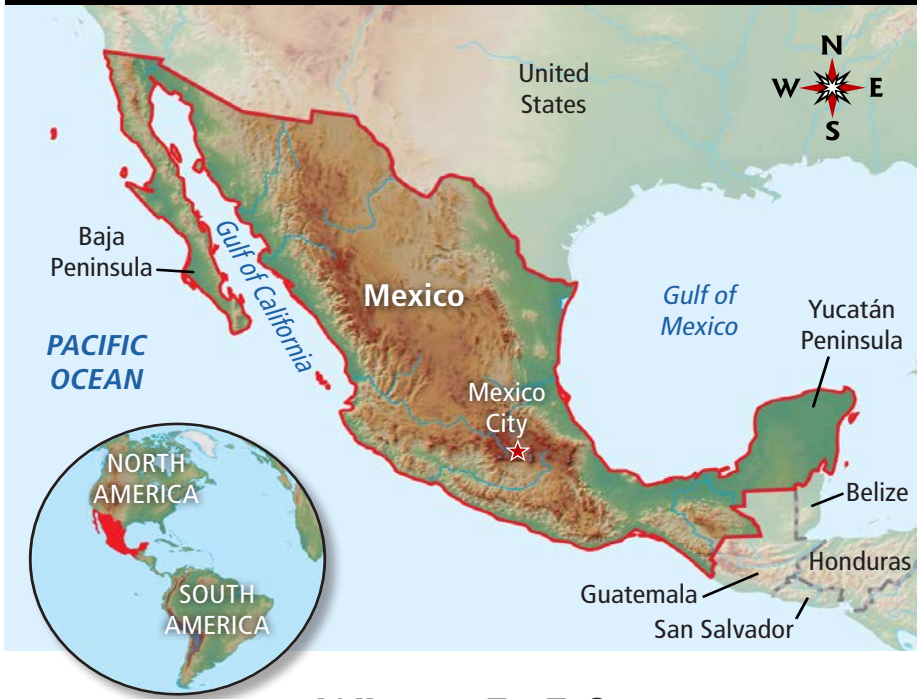 N
W E
S
United
States
Baja
Peninsula
Gulf of California
Mexico
Gulf of
Mexico
Yucatán
Peninsula
PACIFIC
OCEAN
Mexico
City
NORTH
AMERICA
SOUTH
AMERICA
Belize
Honduras
Guatemala
San Salvador